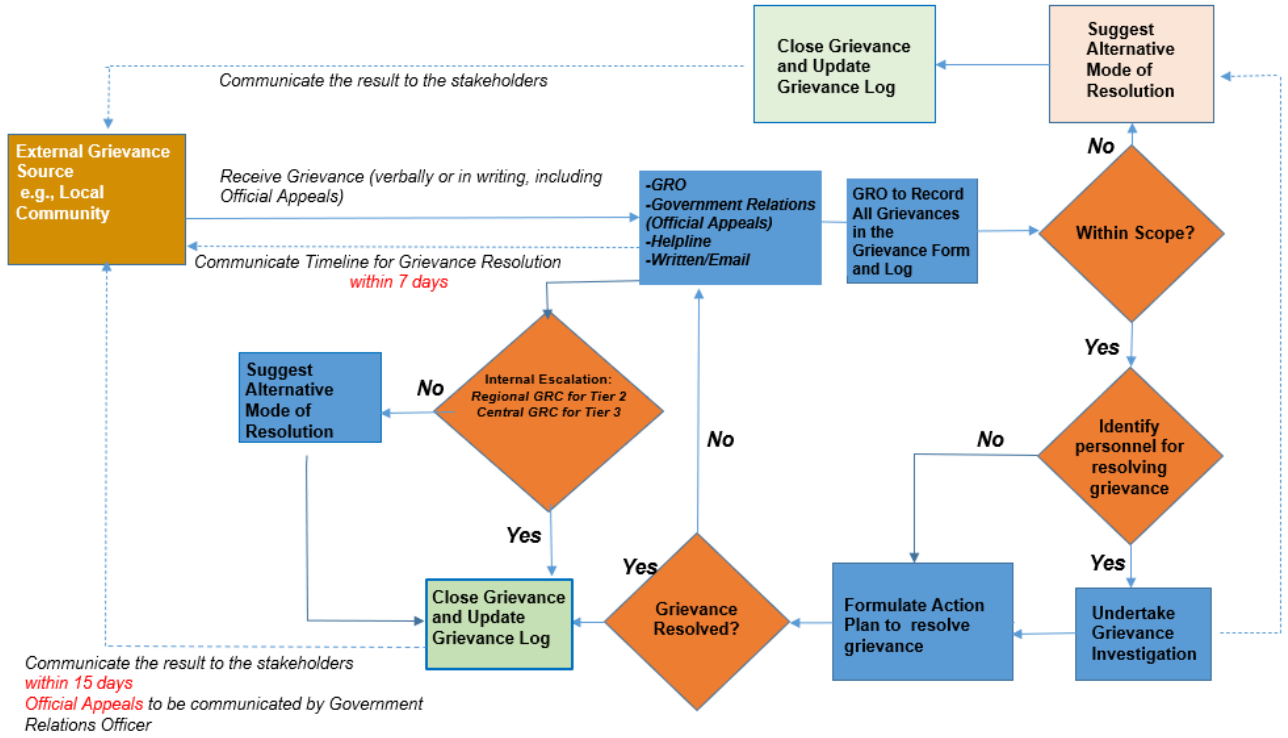 Close Grievance
and Update
Grievance Log
Suggest
Alternative
Mode of
Resolution
Communicate the result to the stakeholders
No
External Grievance
Source
e.g., Local
Community
Receive Grievance (verbally or in writing, including
Official Appeals)
-GRO
-Government Relations
(Official Appeals)
-Helpline
-Written/Email
GRO to Record
All Grievances
in the
Grievance Form
and Log
Within Scope?
Communicate Timeline for Grievance Resolution
within 7 days
Yes
Suggest
Alternative
Mode of
Resolution
No
Internal Escalation:
Regional GRC for Tier 2
Central GRC for Tier 3
No
No
Identify
personnel for
resolving
grievance
Yes
Yes
Yes
Close Grievance
and Update
Grievance Log
Grievance
Resolved?
Formulate Action
Plan to resolve
grievance
Undertake
Grievance
Investigation
Communicate the result to the stakeholders
within 15 days
Official Appeals to be communicated by Government
Relations Officer